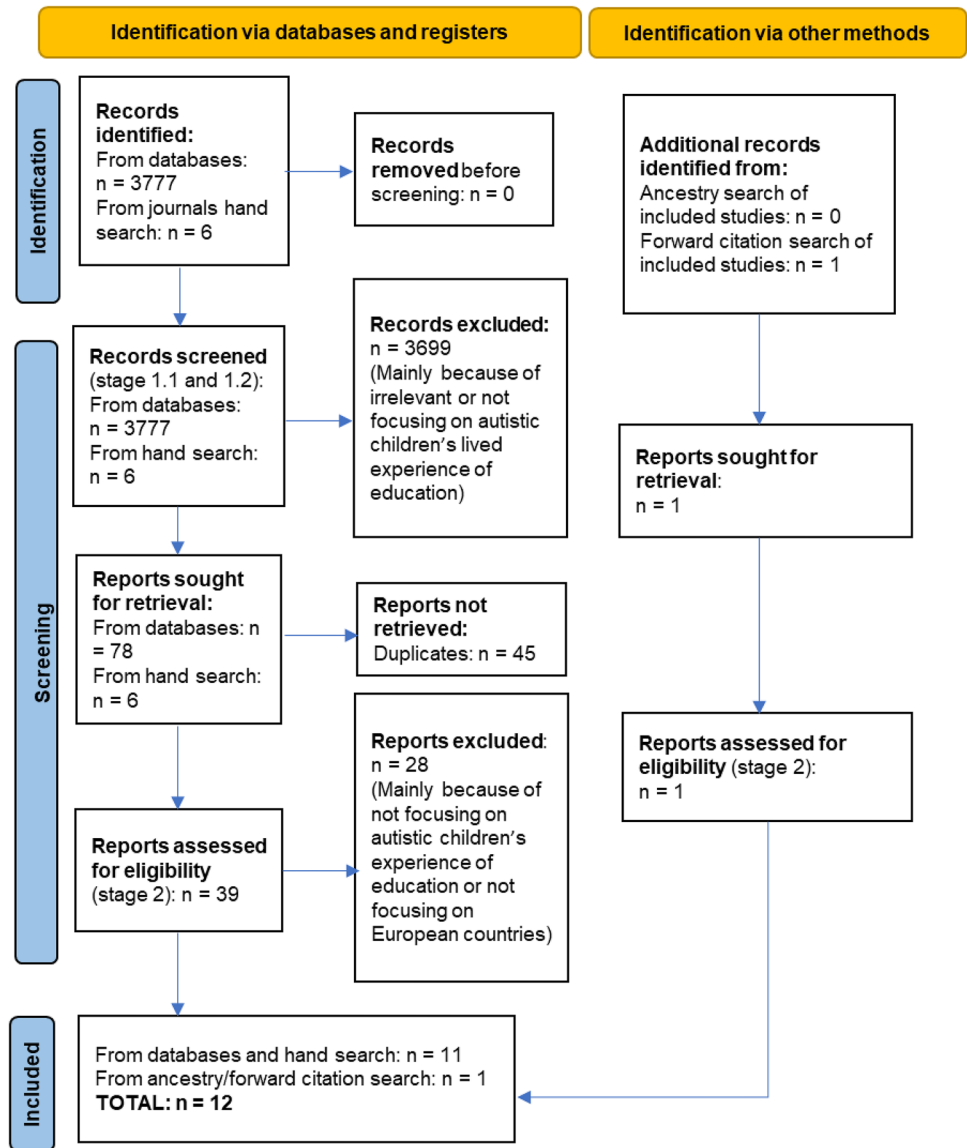 Identification via databases and registers
Identification via other methods
Identification
Records
identified:
From databases:
n = 3777
From journals hand
search: n = 6
Records
removed before
screening: n = 0
Additional records
identified from:
Ancestry search of
included studies: n = 0
Forward citation search of
included studies: n = 1
Screening
Records screened
(stage 1.1 and 1.2):
From databases:
n = 3777
From hand search:
n = 6
Records excluded:
n = 3699
(Mainly because of
irrelevant or not
focusing on autistic
children's lived
experience of
education)
Reports sought for
retrieval:
n = 1
Reports sought
for retrieval:
From databases: n
= 78
From hand search:
n = 6
Reports not
retrieved:
Duplicates: n = 45
Reports assessed
for eligibility
(stage 2): n = 39
Reports excluded:
n = 28
(Mainly because of
not focusing on
autistic children's
experience of
education or not
focusing on
European countries)
Reports assessed for
eligibility (stage 2):
n = 1
Included
From databases and hand search: n = 11
From ancestry/forward citation search: n = 1
TOTAL: n = 12